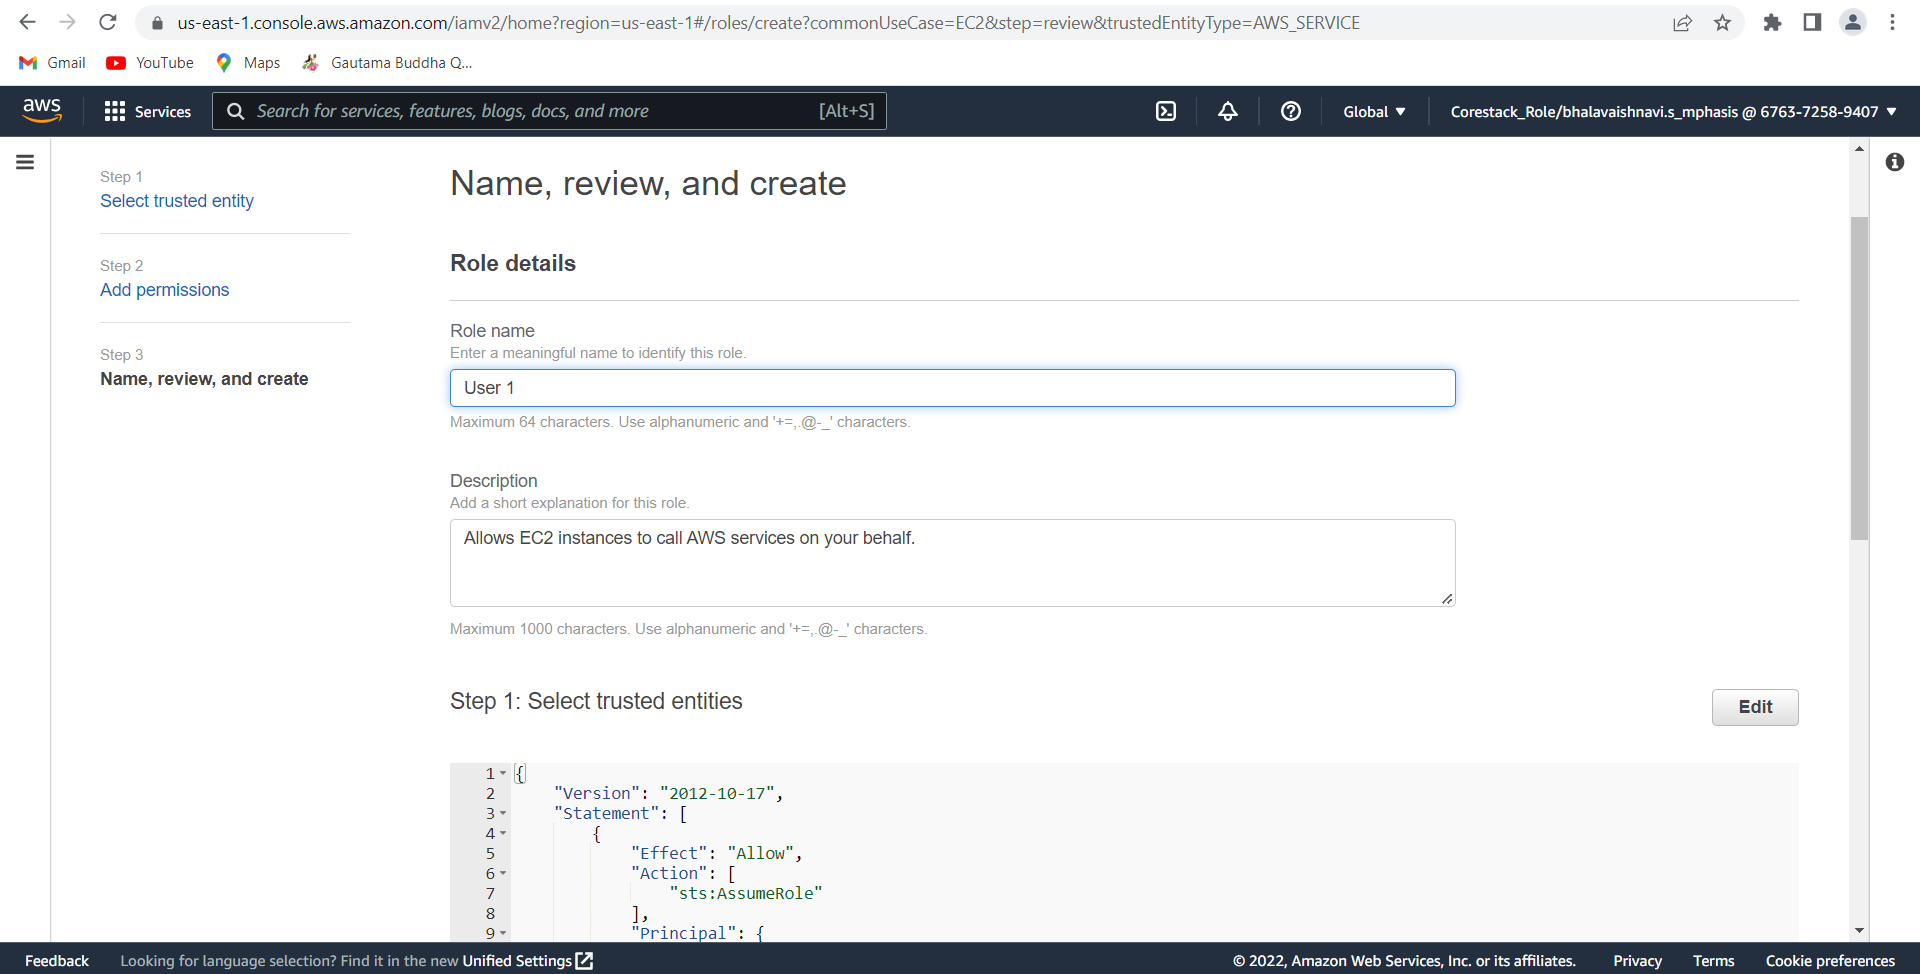 us-east-1.console.aws.amazon.com/iamv2/home?region=us-east-1#/roles/create?commonUseCase=EC2&step=review&trustedEntityType=AWS_SERVICE
Gmail YouTube Maps Gautama Buddha Q...
aws Services Search for services, features, blogs, docs, and more [Alt+S] Global ▼ Corestack_Role/bhalavaishnavi.s_mphasis @ 6763-7258-9407 ▼
Step 1
Select trusted entity
Step 2
Add permissions
Step 3
Name, review, and create
Name, review, and create
Role details
Role name
Enter a meaningful name to identify this role.
User 1
Maximum 64 characters. Use alphanumeric and '+=,.@-_' characters.
Description
Add a short explanation for this role.
Allows EC2 instances to call AWS services on your behalf.
Maximum 1000 characters. Use alphanumeric and '+=,.@-_' characters.
Step 1: Select trusted entities
Edit
1 {
2 "Version": "2012-10-17",
3 "Statement": [
4 {
5 "Effect": "Allow",
6 "Action": [
7 "sts:AssumeRole"
8 ],
9 "Principal": {
Feedback Looking for language selection? Find it in the new Unified Settings © 2022, Amazon Web Services, Inc. or its affiliates. Privacy Terms Cookie preferences